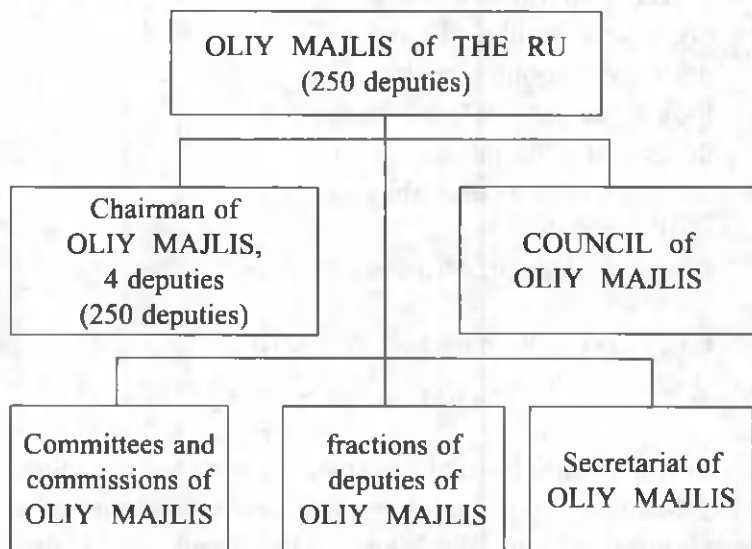 OLIY MAJLIS of THE RU
(250 deputies)
Chairman of
OLIY MAJLIS,
4 deputies
(250 deputies)
COUNCIL of
OLIY MAJLIS
Committees and
commissions of
OLIY MAJLIS
fractions of
deputies of
OLIY MAJLIS
Secretariat of
OLIY MAJLIS